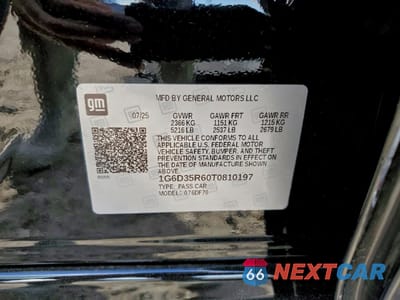 gm
MFD BY GENERAL MOTORS LLC
07/25 GVWR GAWR FRT GAWR RR
2366 KG 1151 KG 1215 KG
5216 LB 2537 LB 2679 LB
THIS VEHICLE CONFORMS TO ALL
APPLICABLE U.S. FEDERAL MOTOR
VEHICLE SAFETY, BUMPER, AND THEFT
PREVENTION STANDARDS IN EFFECT ON
THE DATE OF MANUFACTURE SHOWN
ABOVE.
1G6D35R60T0810197
TYPE: PASS CAR
MODEL:
66 NEXTCAR